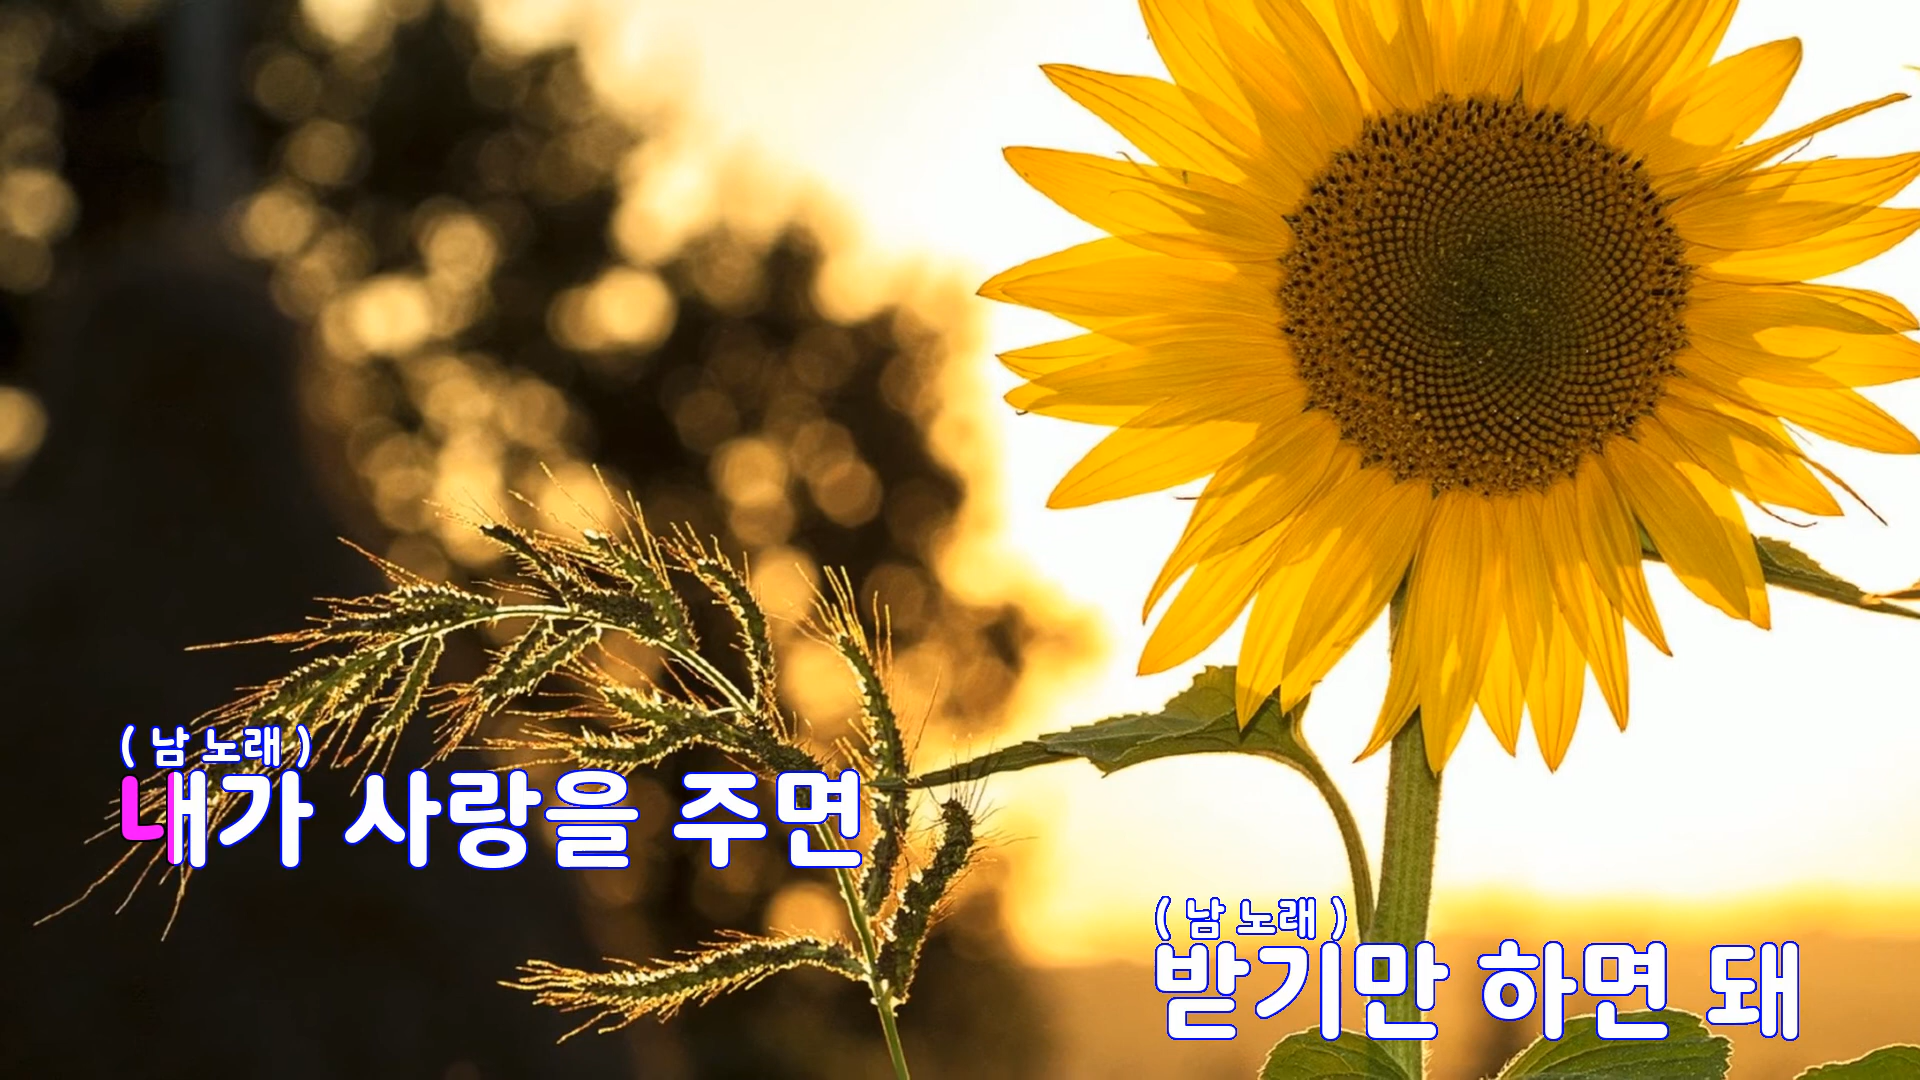 ( 남 노래 )
내가 사랑을 주면
( 남 노래 )
받기만 하면 돼